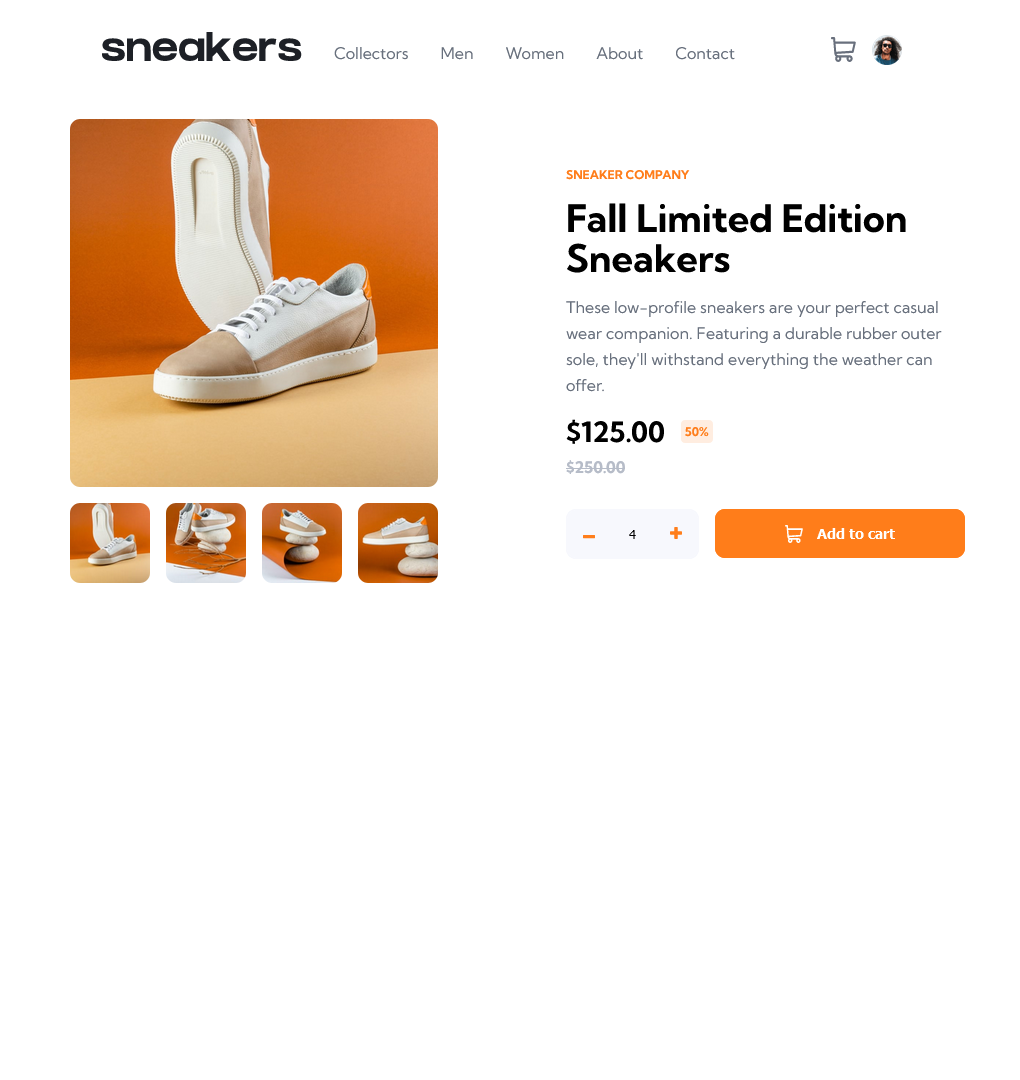 sneakers
Collectors
Men
Women
About
Contact
SNEAKER COMPANY
Fall Limited Edition
Sneakers
These low-profile sneakers are your perfect casual
wear companion. Featuring a durable rubber outer
sole, they'll withstand everything the weather can
offer.
$125.00 50%
$250.00
4
Add to cart